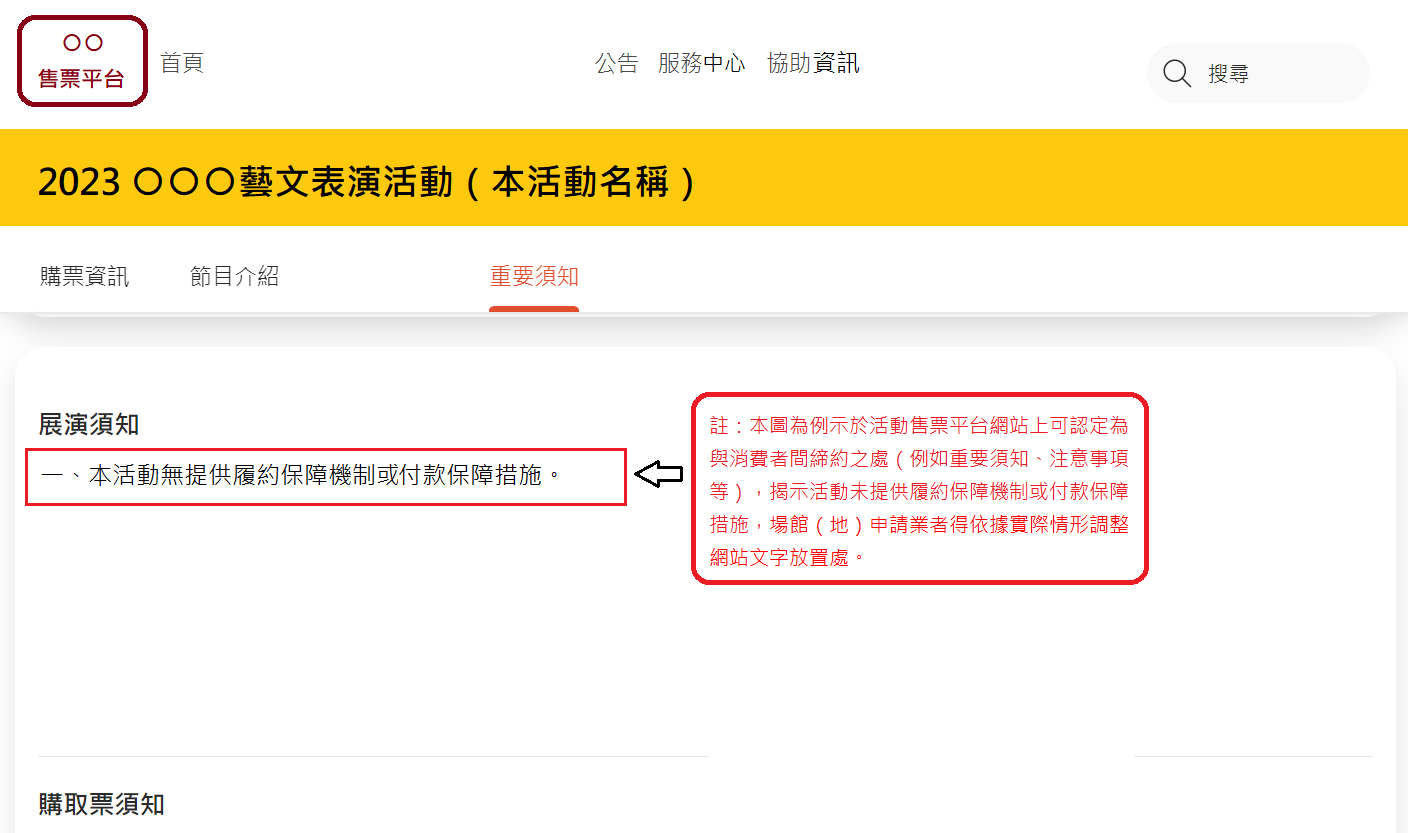 〇〇
售票平台
首頁
公告 服務中心 協助資訊
搜尋
2023 〇〇〇藝文表演活動（本活動名稱）
購票資訊 節目介紹 重要須知
展演須知
一、本活動無提供履約保障機制或付款保障措施。
註：本圖為例示於活動售票平台網站上可認定為
與消費者間締約之處（例如重要須知、注意事項
等），揭示活動未提供履約保障機制或付款保障
措施，場館（地）申請業者得依據實際情形調整
網站文字放置處。
購取票須知